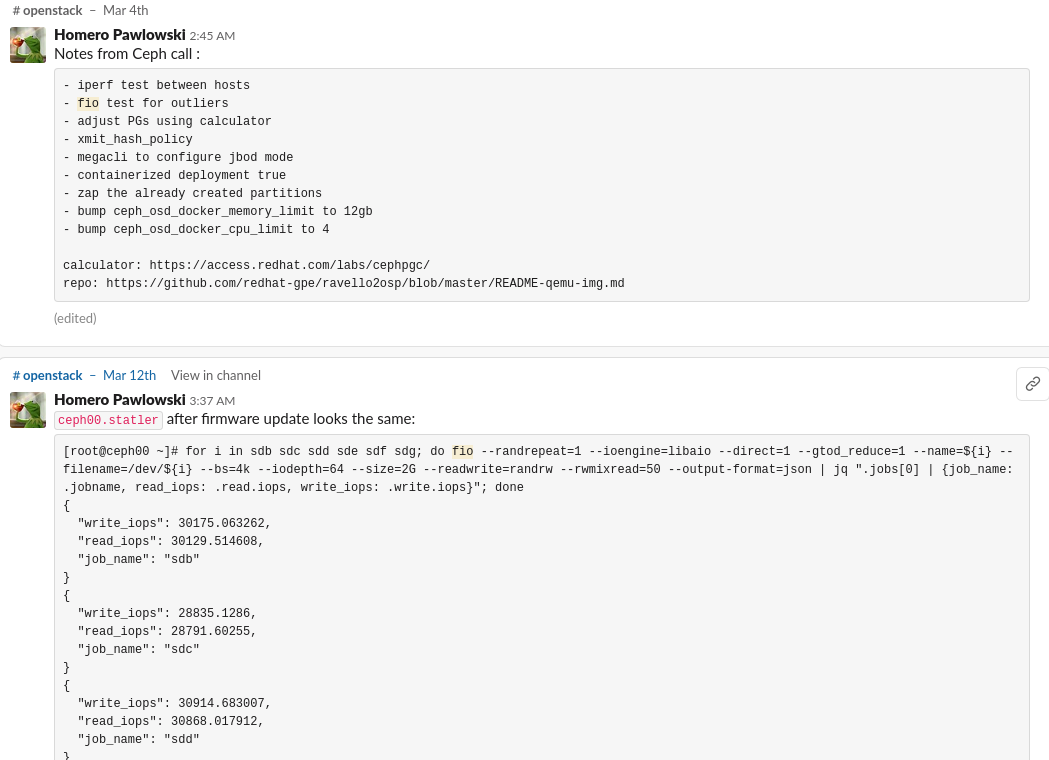 # openstack – Mar 4th
Homero Pawlowski 2:45 AM
Notes from Ceph call :
- iperf test between hosts
- fio test for outliers
- adjust PGs using calculator
- xmit_hash_policy
- megacli to configure jbod mode
- containerized deployment true
- zap the already created partitions
- bump ceph_osd_docker_memory_limit to 12gb
- bump ceph_osd_docker_cpu_limit to 4
calculator: https://access.redhat.com/labs/cephpgc/
repo: https://github.com/redhat-gpe/ravello2osp/blob/master/README-qemu-img.md
(edited)
# openstack – Mar 12th View in channel
Homero Pawlowski 3:37 AM
ceph00.statler after firmware update looks the same:
[root@ceph00 ~]# for i in sdb sdc sdd sde sdf sdg; do fio --randrepeat=1 --ioengine=libaio --direct=1 --gtod_reduce=1 --name=${i} --
filename=/dev/${i} --bs=4k --iodepth=64 --size=2G --readwrite=randrw --rwmixread=50 --output-format=json | jq ".jobs[0] | {job_name:
.jobname, read_iops: .read.iops, write_iops: .write.iops}"; done
{
  "write_iops": 30175.063262,
  "read_iops": 30129.514608,
  "job_name": "sdb"
}
{
  "write_iops": 28835.1286,
  "read_iops": 28791.60255,
  "job_name": "sdc"
}
{
  "write_iops": 30914.683007,
  "read_iops": 30868.017912,
  "job_name": "sdd"
}